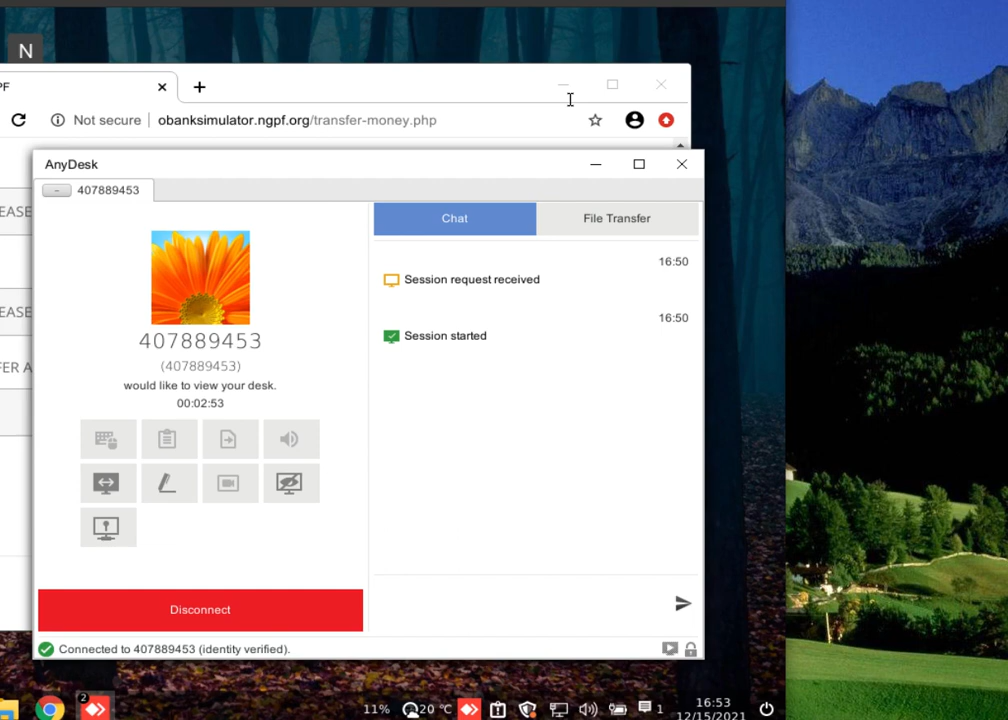 N
PF
Not secure
obanksimulator.ngpf.org/transfer-money.php
AnyDesk
407889453
EASE
EASE
FER A
Chat
File Transfer
16:50
Session request received
16:50
Session started
407889453
(407889453)
would like to view your desk.
00:02:53
Disconnect
Connected to 407889453 (identity verified).
2
11%
20 °C
1
16:53
12/15/2021